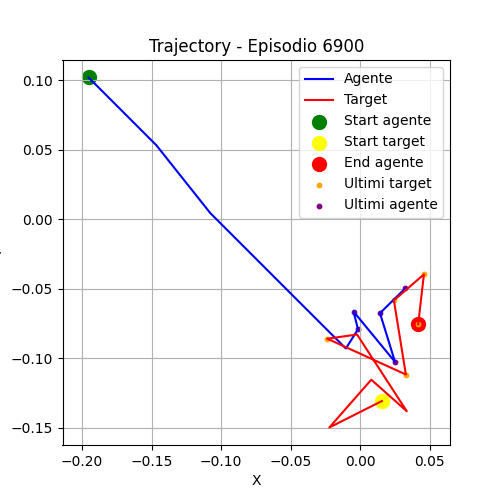 Trajectory - Episodio 6900
Agente
Target
Start agente
Start target
End agente
Ultimi target
Ultimi agente
0.10
0.05
0.00
−0.05
−0.10
−0.15
−0.20
−0.15
−0.10
−0.05
0.00
0.05
X